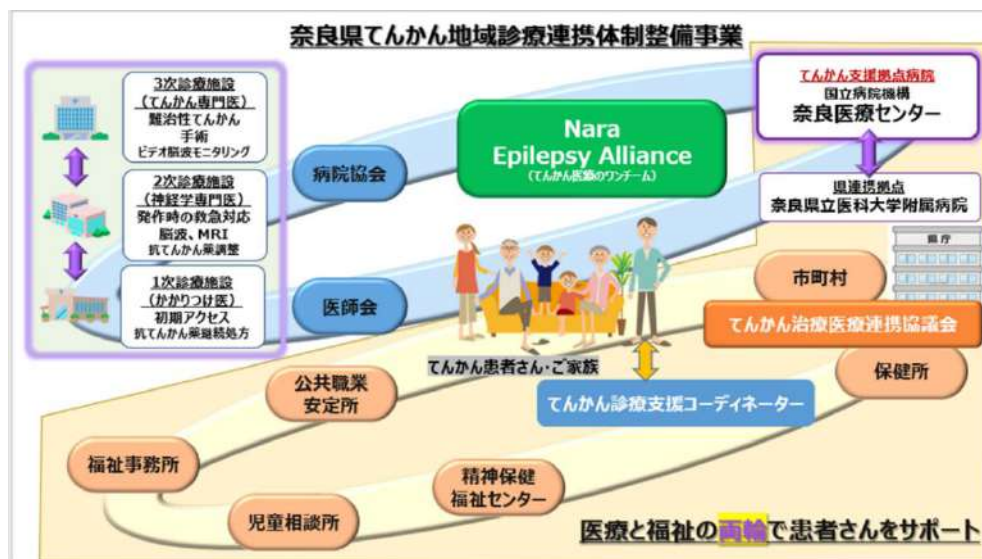 奈良県てんかん地域診療連携体制整備事業
3次診療施設
(てんかん専門医)
難治性てんかん
手術
ビデオ脳波モニタリング
2次診療施設
(神経学専門医)
発作時の救急対応
脳波、MRI
抗てんかん薬調整
1次診療施設
(かかりつけ医)
初期アクセス
抗てんかん薬継続処方
病院協会
医師会
Nara
Epilepsy Alliance
(てんかん医療のワンチーム)
てんかん支援拠点病院
国立病院機構
奈良医療センター
県連携拠点
奈良県立医科大学附属病院
県庁
市町村
てんかん治療医療連携協議会
保健所
てんかん患者さん・ご家族
てんかん診療支援コーディネーター
公共職業
安定所
福祉事務所
児童相談所
精神保健
福祉センター
医療と福祉の両輪で患者さんをサポート